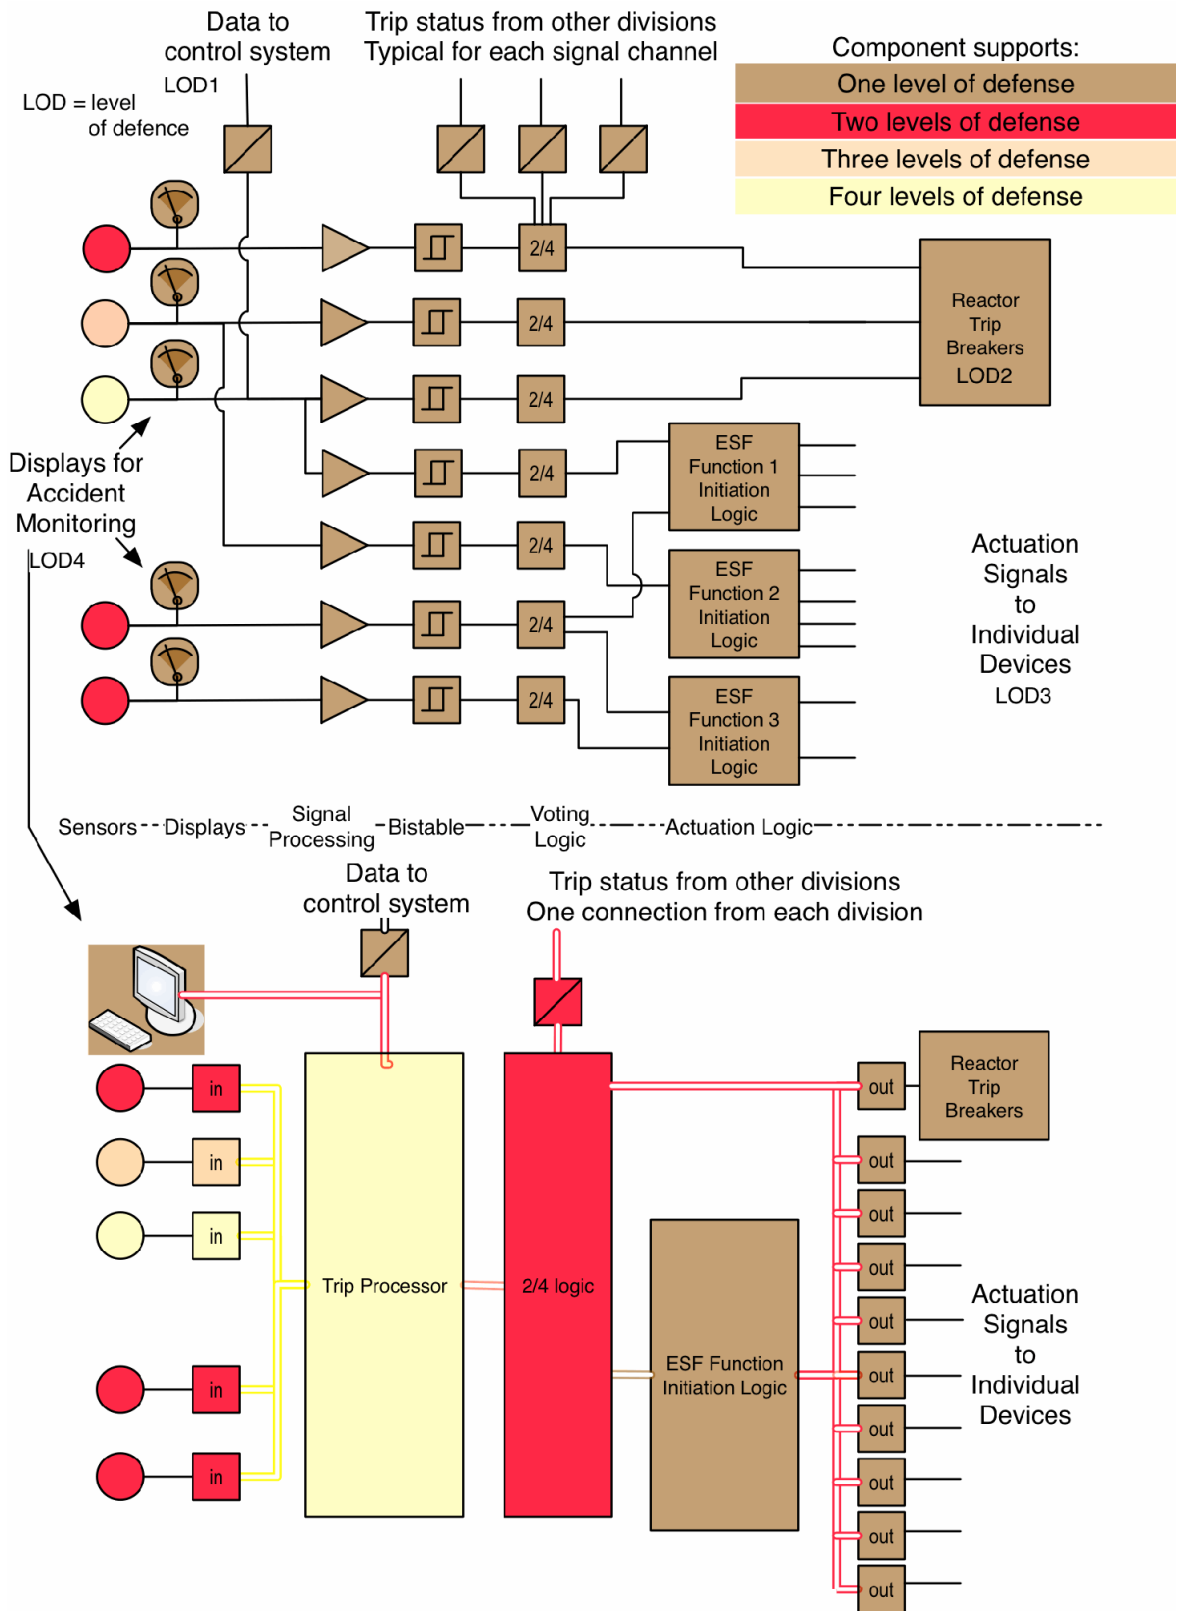 Data to
control system
LOD1
Trip status from other divisions
Typical for each signal channel
LOD = level
of defence
Component supports:
One level of defense
Two levels of defense
Three levels of defense
Four levels of defense
2/4
2/4
2/4
2/4
2/4
2/4
2/4
Reactor
Trip
Breakers
LOD2
Displays for
Accident
Monitoring
LOD4
ESF
Function 1
Initiation
Logic
ESF
Function 2
Initiation
Logic
ESF
Function 3
Initiation
Logic
Actuation
Signals
to
Individual
Devices
LOD3
Sensors
Displays
Signal
Processing
Bistable
Voting
Logic
Actuation Logic
Data to
control system
Trip status from other divisions
One connection from each division
in
in
in
in
in
Trip Processor
2/4 logic
ESF Function
Initiation Logic
out
out
out
out
out
out
out
out
out
out
Reactor
Trip
Breakers
Actuation
Signals
to
Individual
Devices